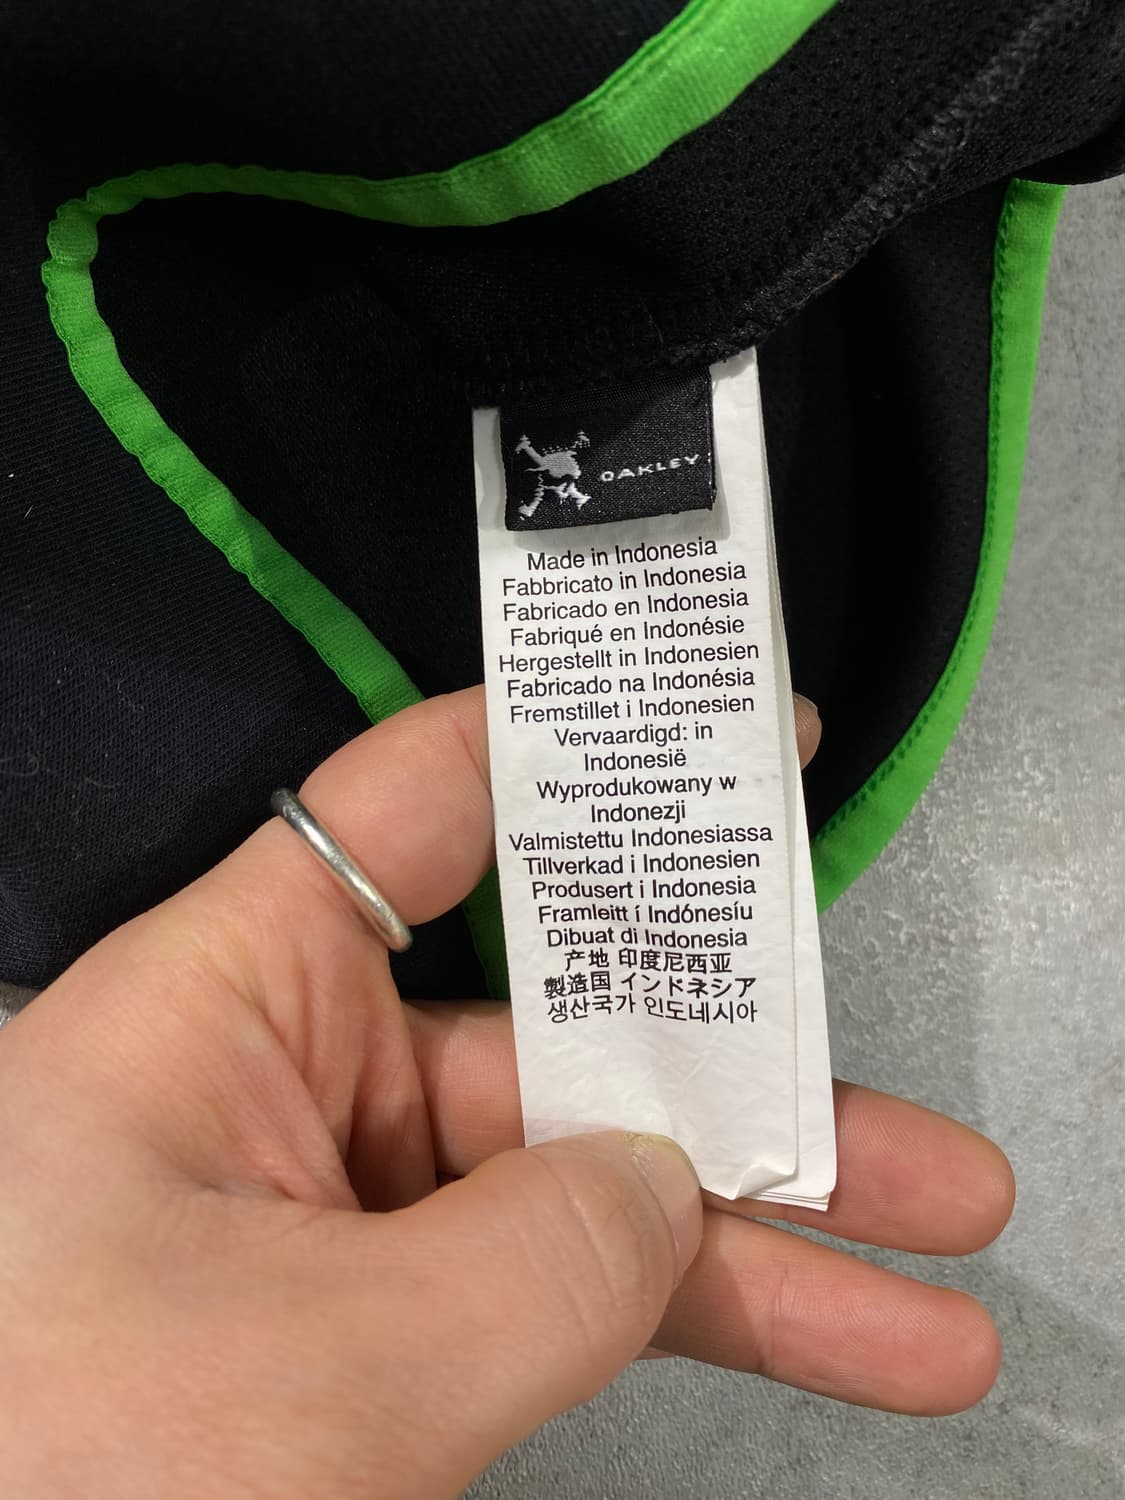 OAKLEY
Made in Indonesia
Fabbricato in Indonesia
Fabricado en Indonesia
Fabriqué en Indonésie
Hergestellt in Indonesien
Fabricado na Indonésia
Fremstillet i Indonesien
Vervaardigd: in
Indonesië
Wyprodukowany w
Indonezji
Valmistettu Indonesiassa
Tillverkad i Indonesien
Produsert i Indonesia
Framleitt í Indónesíu
Dibuat di Indonesia
产地 印度尼西亚
製造国 インドネシア
생산국가 인도네시아